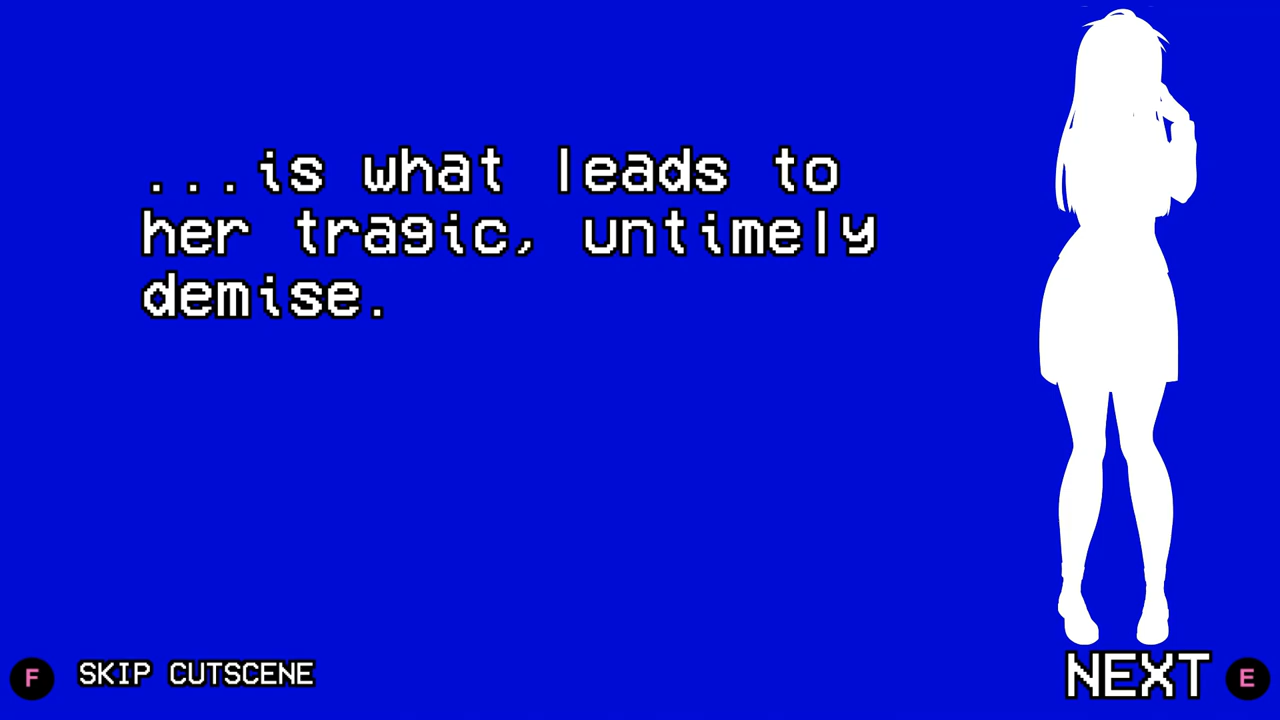 ...is what leads to
her tragic, untimely
demise.
F SKIP CUTSCENE
NEXT E